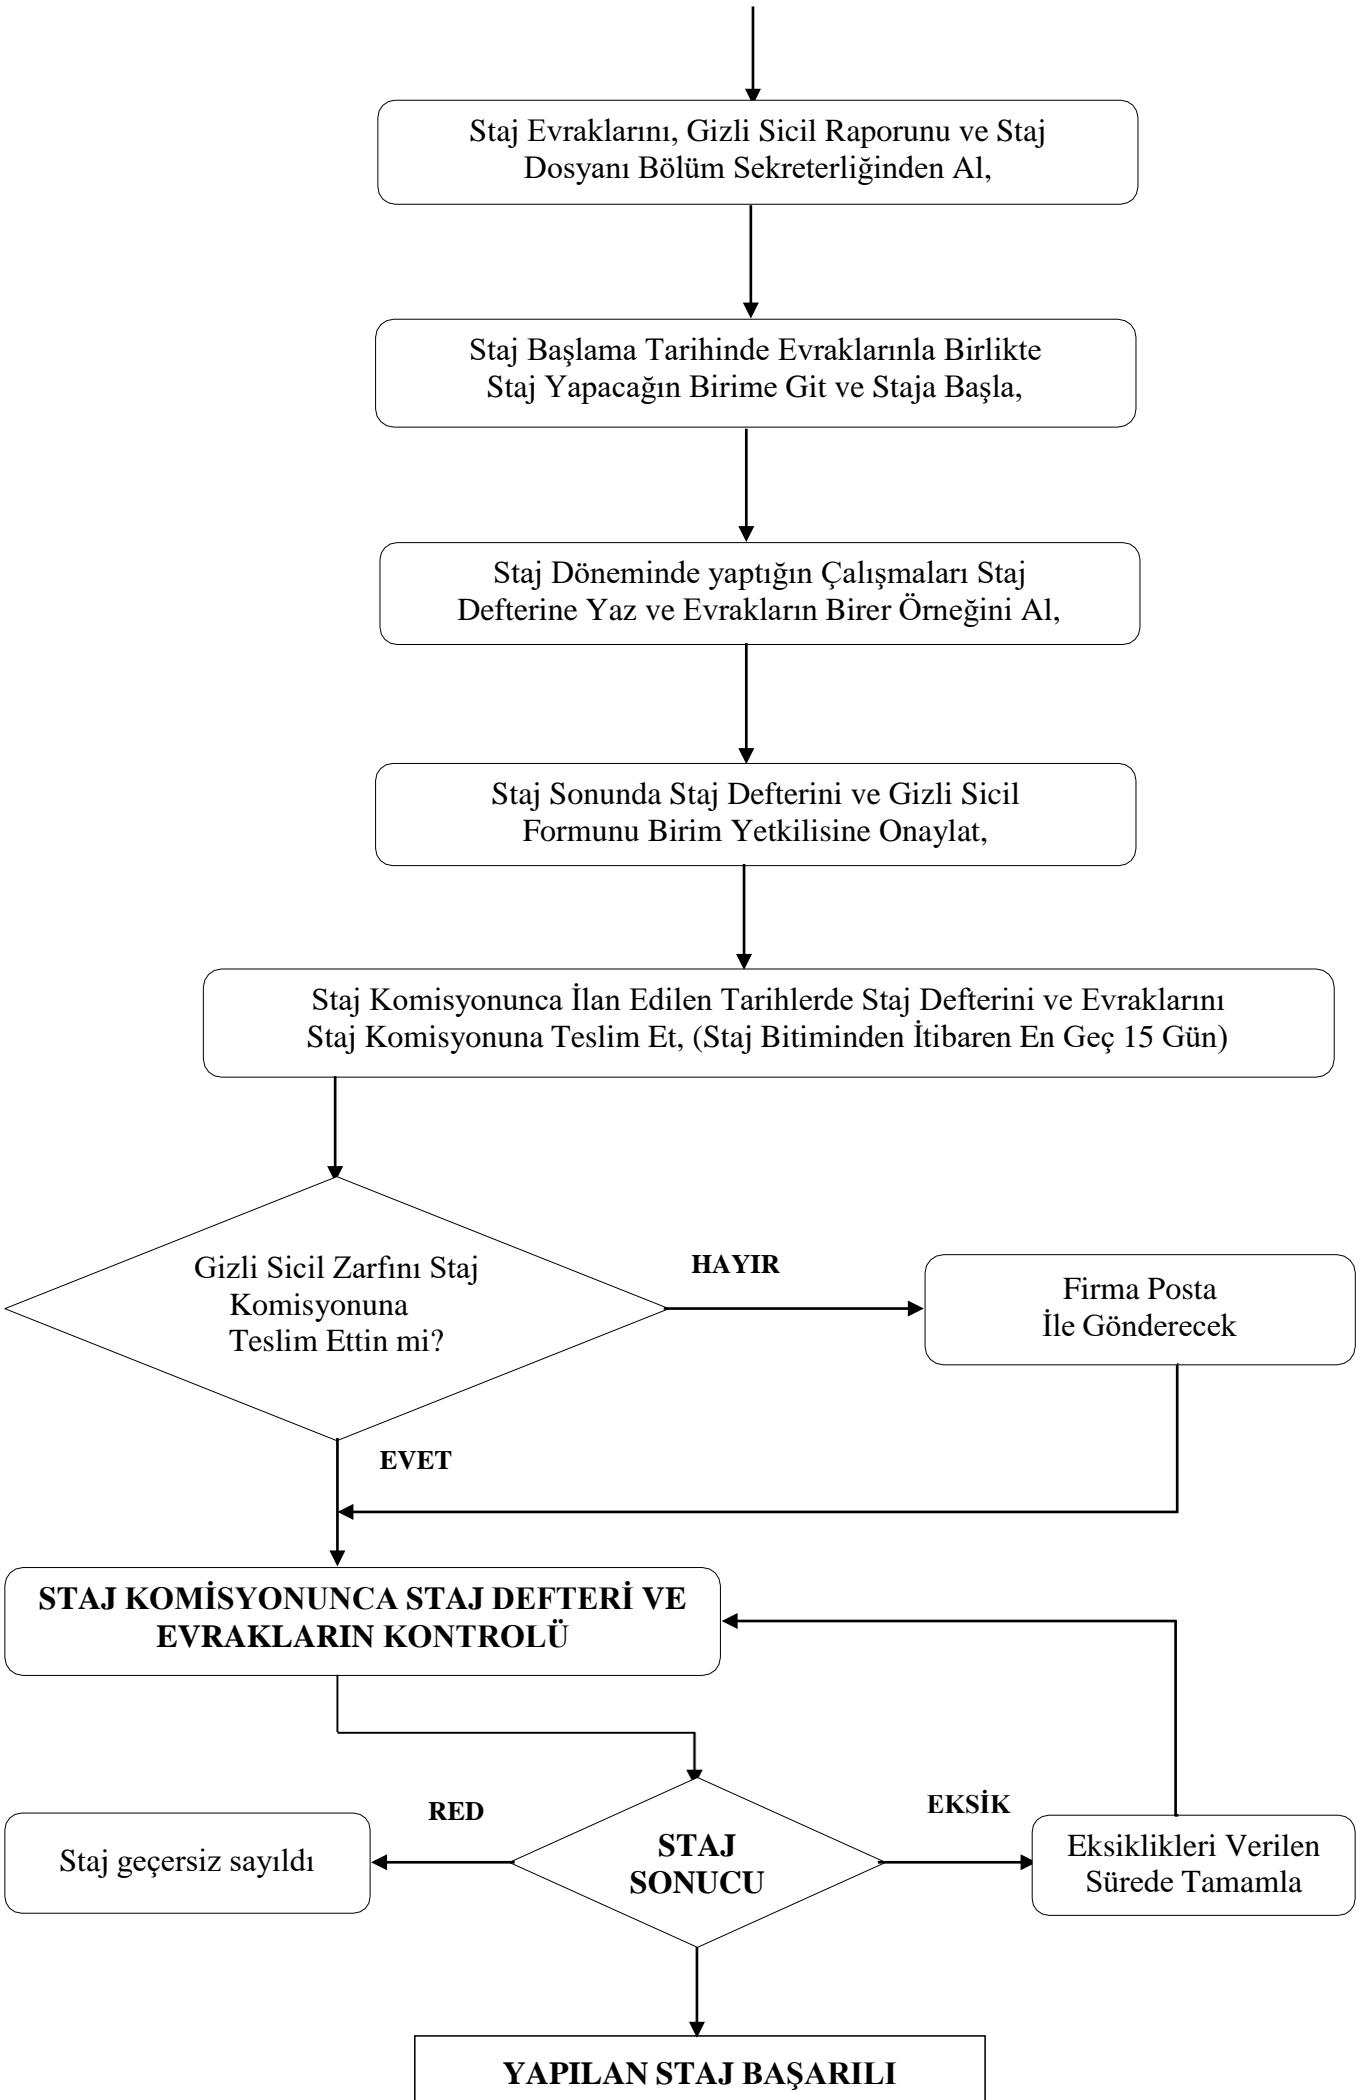 Staj Evraklarını, Gizli Sicil Raporunu ve Staj
Dosyanı Bölüm Sekreterliğinden Al,
Staj Başlama Tarihinde Evraklarınla Birlikte
Staj Yapacağın Birime Git ve Staja Başla,
Staj Döneminde yaptığın Çalışmaları Staj
Defterine Yaz ve Evrakların Birer Örneğini Al,
Staj Sonunda Staj Defterini ve Gizli Sicil
Formunu Birim Yetkilisine Onaylat,
Staj Komisyonunca İlan Edilen Tarihlerde Staj Defterini ve Evraklarını
Staj Komisyonuna Teslim Et, (Staj Bitiminden İtibaren En Geç 15 Gün)
Gizli Sicil Zarfını Staj
Komisyonuna
Teslim Ettin mi?
HAYIR
Firma Posta
İle Gönderecek
EVET
STAJ KOMİSYONUNCA STAJ DEFTERİ VE
EVRAKLARIN KONTROLÜ
RED
Staj geçersiz sayıldı
STAJ
SONUCU
EKSİK
Eksiklikleri Verilen
Sürede Tamamla
YAPILAN STAJ BAŞARILI